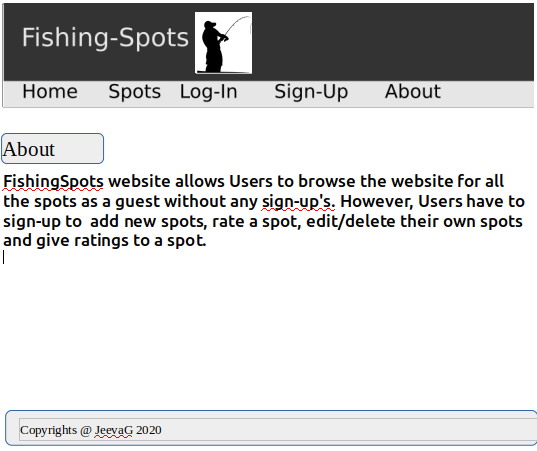 Fishing-Spots
Home Spots Log-In Sign-Up About
About
FishingSpots website allows Users to browse the website for all
the spots as a guest without any sign-up's. However, Users have to
sign-up to  add new spots, rate a spot, edit/delete their own spots
and give ratings to a spot.
Copyrights @ JeevaG 2020